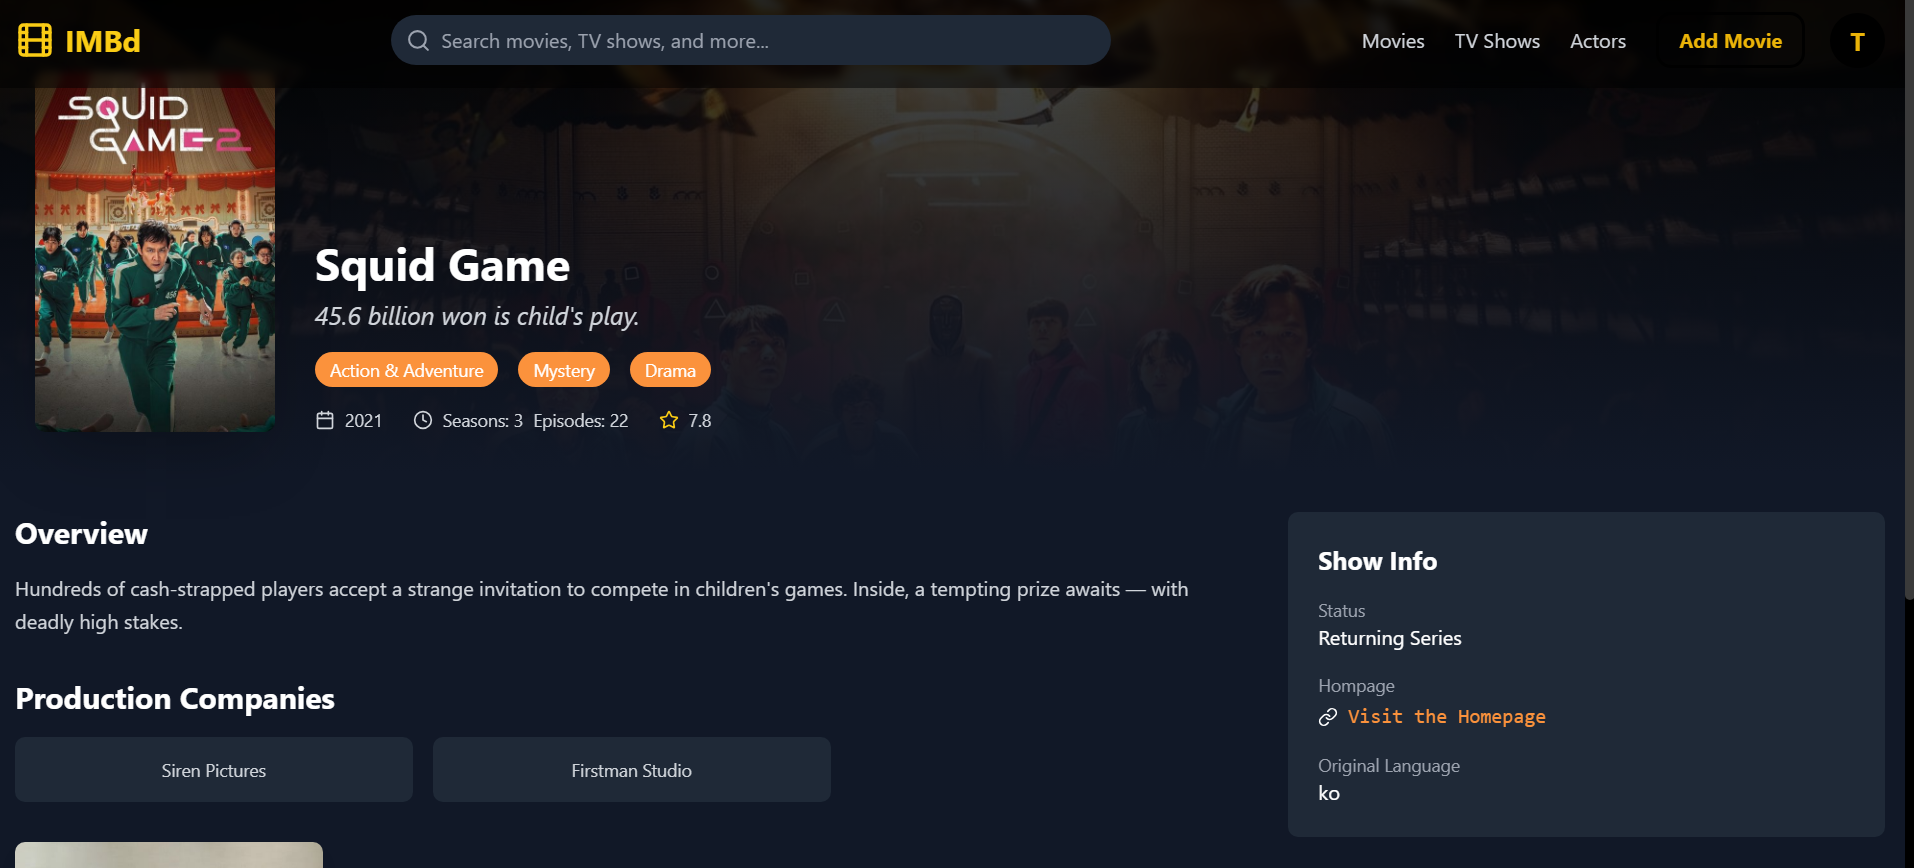 IMBd
Search movies, TV shows, and more...
Movies
TV Shows
Actors
Add Movie
T
SQUID
GAME 2
456
X
Squid Game
45.6 billion won is child's play.
Action & Adventure
Mystery
Drama
2021
Seasons: 3 Episodes: 22
7.8
Overview
Hundreds of cash-strapped players accept a strange invitation to compete in children's games. Inside, a tempting prize awaits — with
deadly high stakes.
Production Companies
Siren Pictures
Firstman Studio
Show Info
Status
Returning Series
Hompage
Visit the Homepage
Original Language
ko